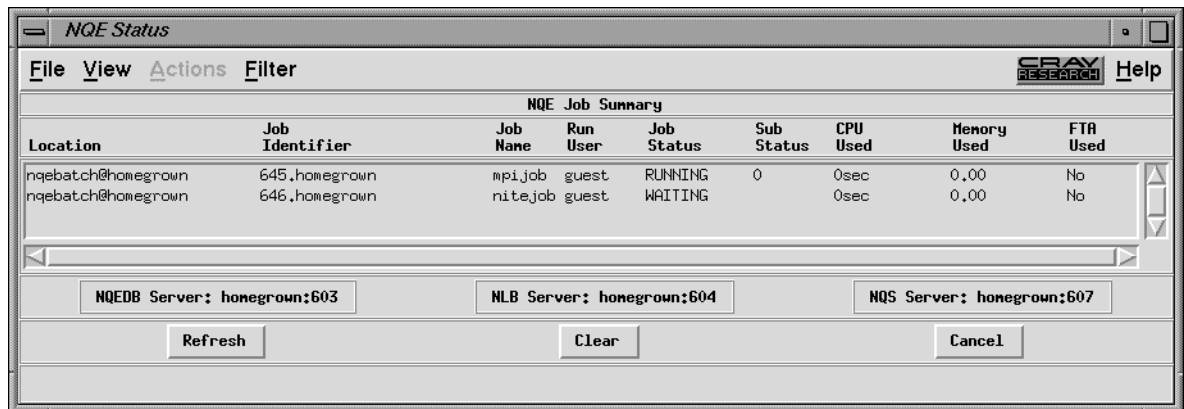 NQE Status
File View Actions Filter CRAY RESEARCH Help
NQE Job Summary
Location Job Identifier Job Name Run User Job Status Sub Status CPU Used Memory Used FTA Used
nqebatch@homegrown 645.homegrown mpijob guest RUNNING 0 0sec 0.00 No
nqebatch@homegrown 646.homegrown nitejob guest WAITING 0sec 0.00 No
NQEDB Server: homegrown:603 NLB Server: homegrown:604 NQS Server: homegrown:607
Refresh Clear Cancel